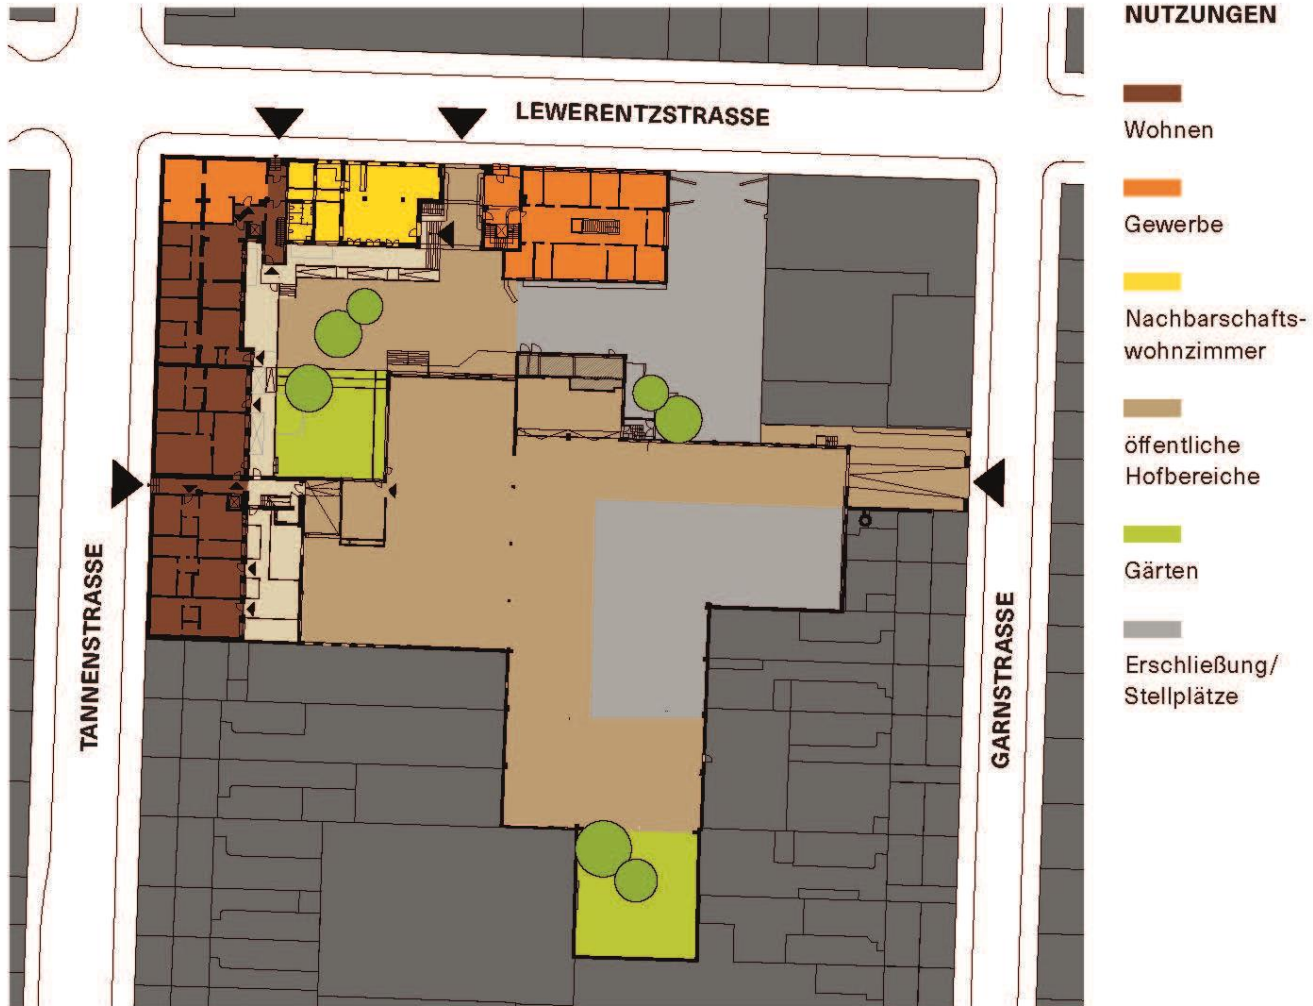 NUTZUNGEN
LEWERENTZSTRASSE
Wohnen
Gewerbe
Nachbarschafts-
wohnzimmer
öffentliche
Hofbereiche
Gärten
Erschließung/
Stellplätze
TANNENSTRASSE
GARNSTRASSE